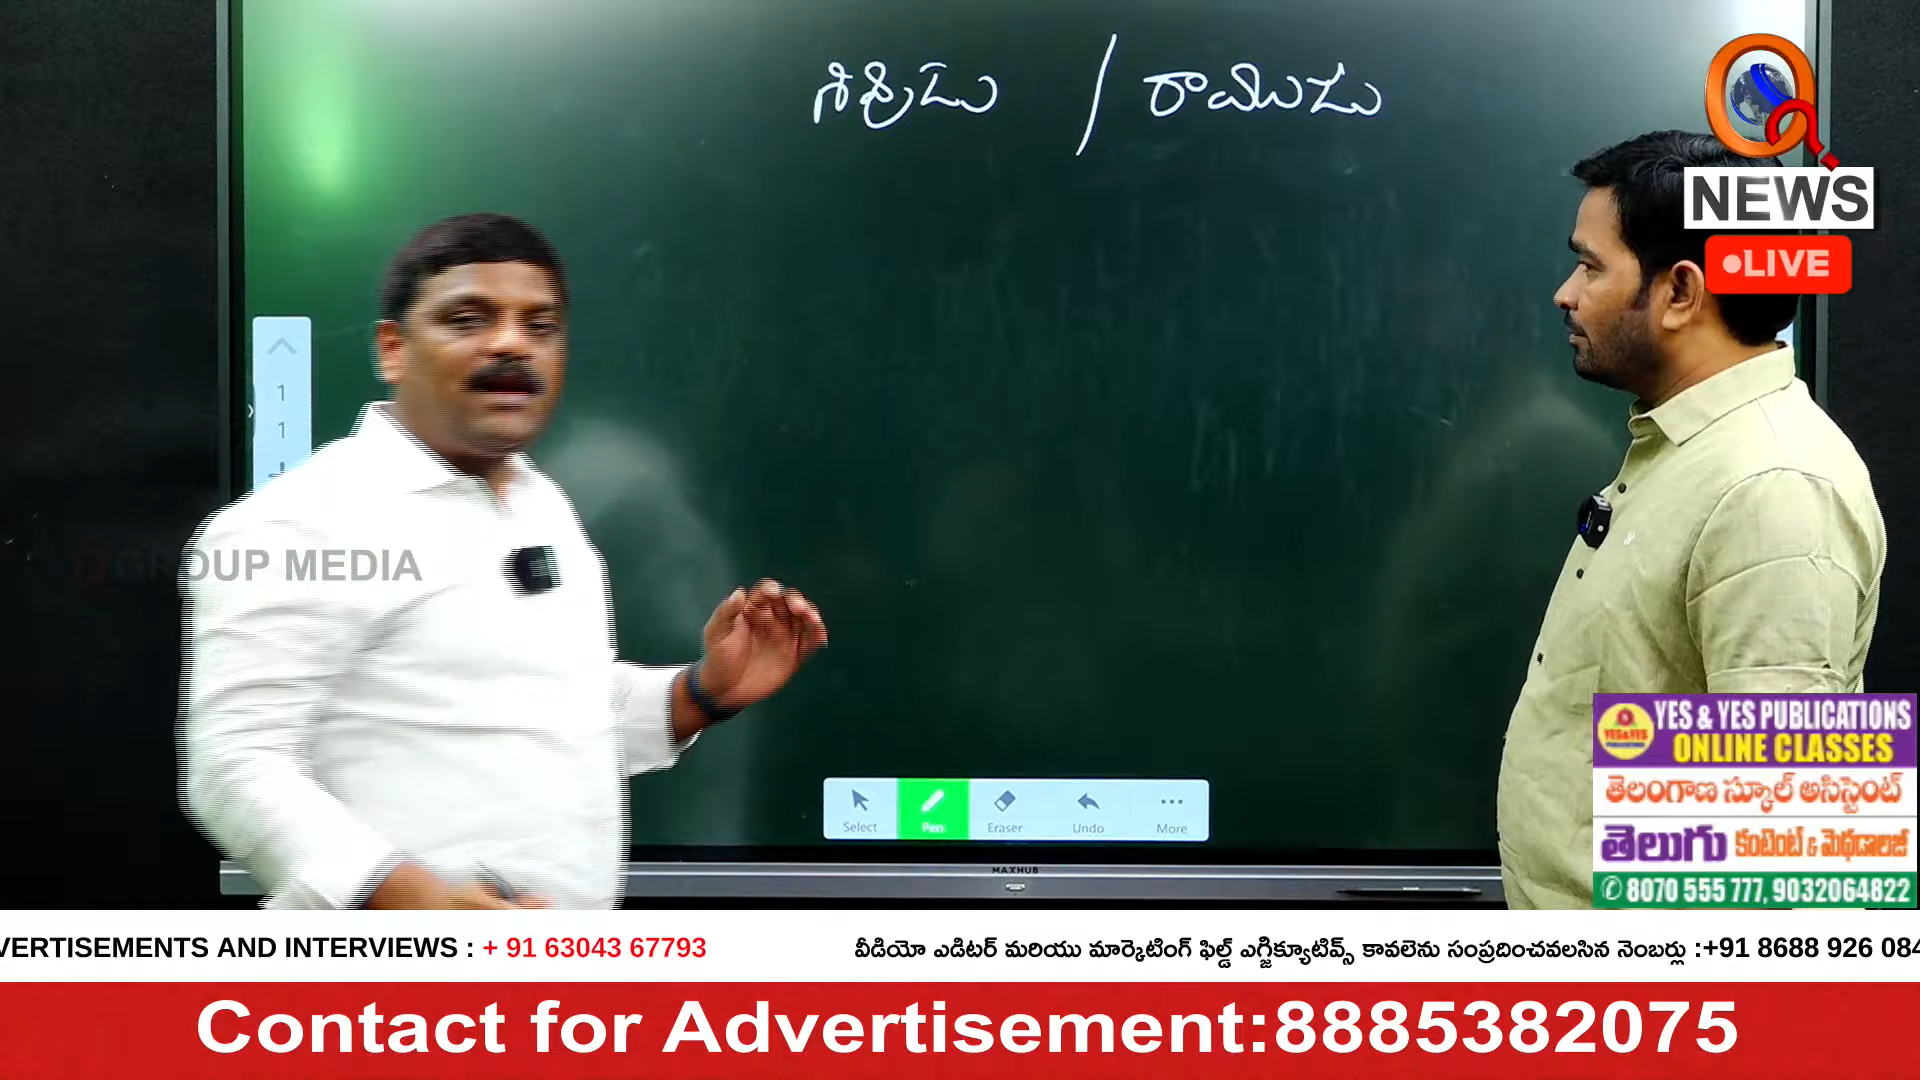 / రాముడు
NEWS
LIVE
1
1
GROUP MEDIA
Select Pen Eraser Undo More
MAXHUB
YES & YES PUBLICATIONS
ONLINE CLASSES
తెలంగాణ స్కూల్ అసిస్టెంట్
తెలుగు కంటెంట్ & మెథడాలజీ
8070 555 777, 9032064822
VERTISEMENTS AND INTERVIEWS : + 91 63043 67793 వీడియో ఎడిటర్ మరియు మార్కెటింగ్ ఫిల్డ్ ఎగ్జిక్యూటివ్స్ కావలెను సంప్రదించవలసిన నెంబర్లు :+91 8688 926 084
Contact for Advertisement:8885382075